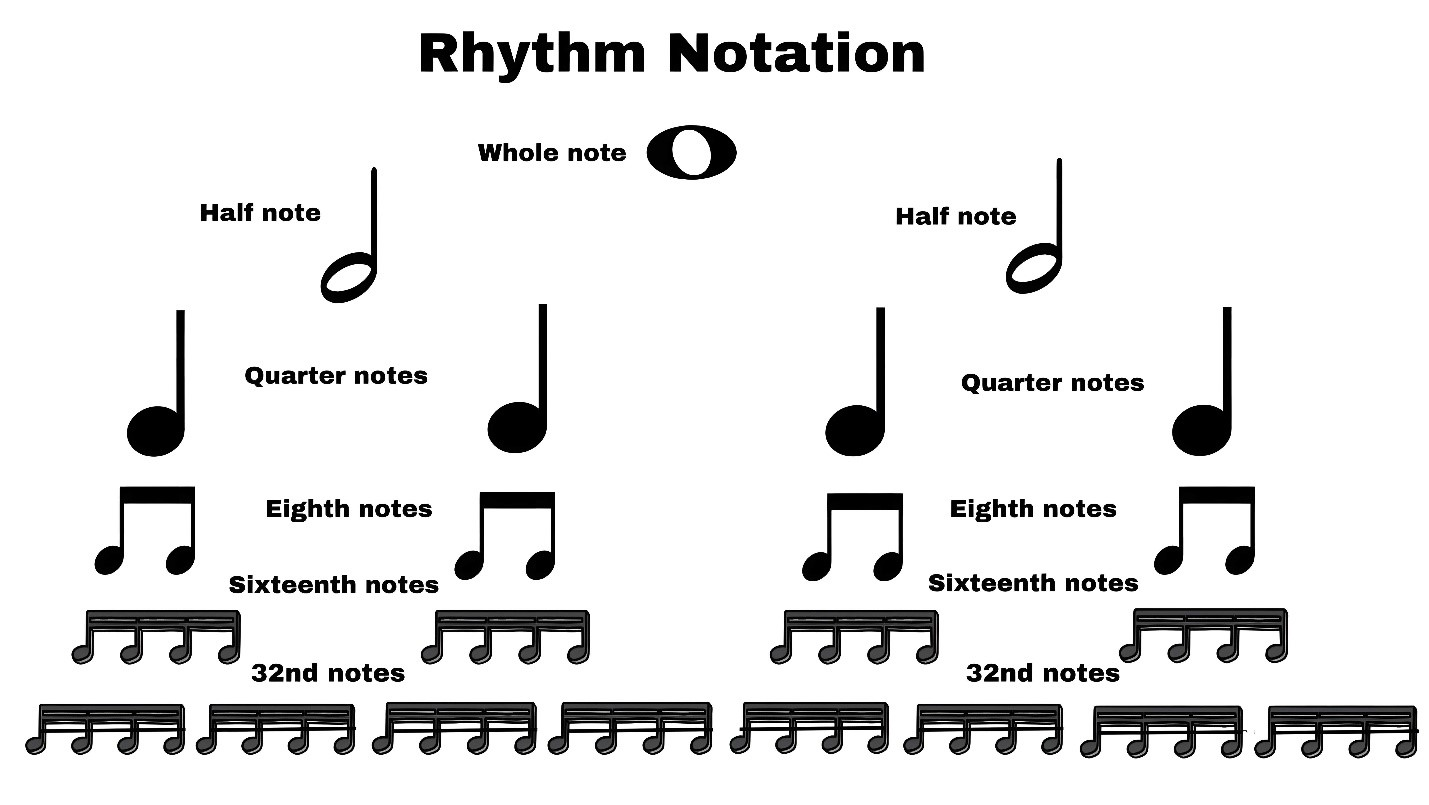 Rhythm Notation
Whole note
Half note
Half note
Quarter notes
Quarter notes
Eighth notes
Eighth notes
Sixteenth notes
Sixteenth notes
32nd notes
32nd notes